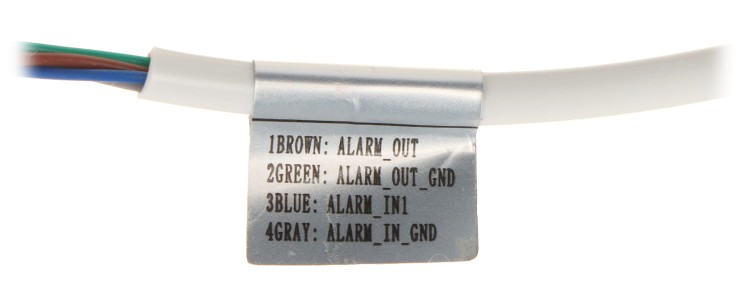 1BROWN: ALARM_OUT
2GREEN: ALARM_OUT_GND
3BLUE: ALARM_IN1
4GRAY: ALARM_IN_GND